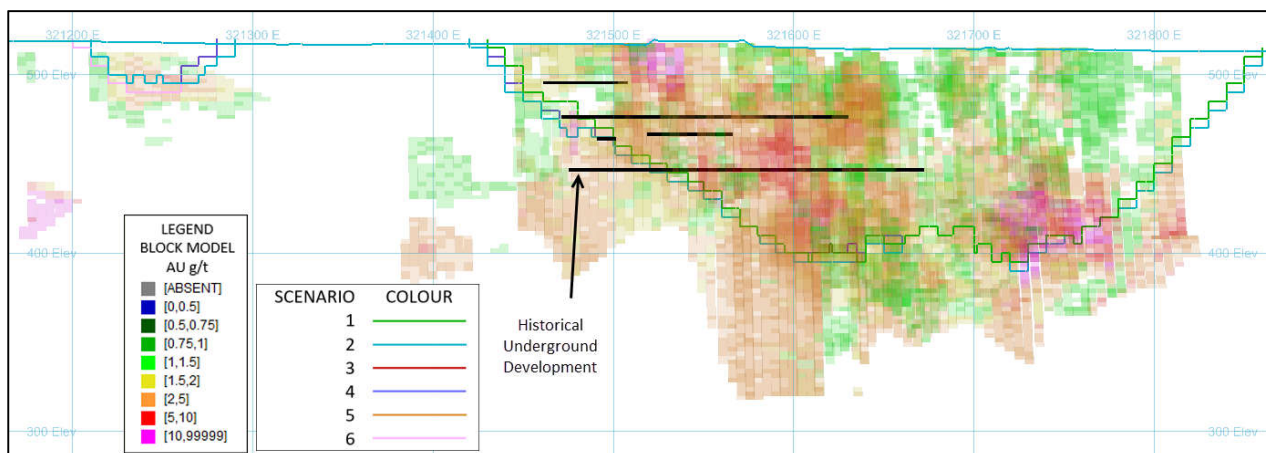 321200 321300 321400 321500 321600 321700 321800
500 Elev 500 Elev
400 Elev 400 Elev
300 Elev 300 Elev
LEGEND
BLOCK MODEL
AU g/t
[ABSENT]
[0,0.5]
[0.5,0.75]
[0.75,1]
[1,1.5]
[1.5,2]
[2,5]
[5,10]
[10,99999]
SCENARIO COLOUR
1
2
3
4
5
6
Historical
Underground
Development